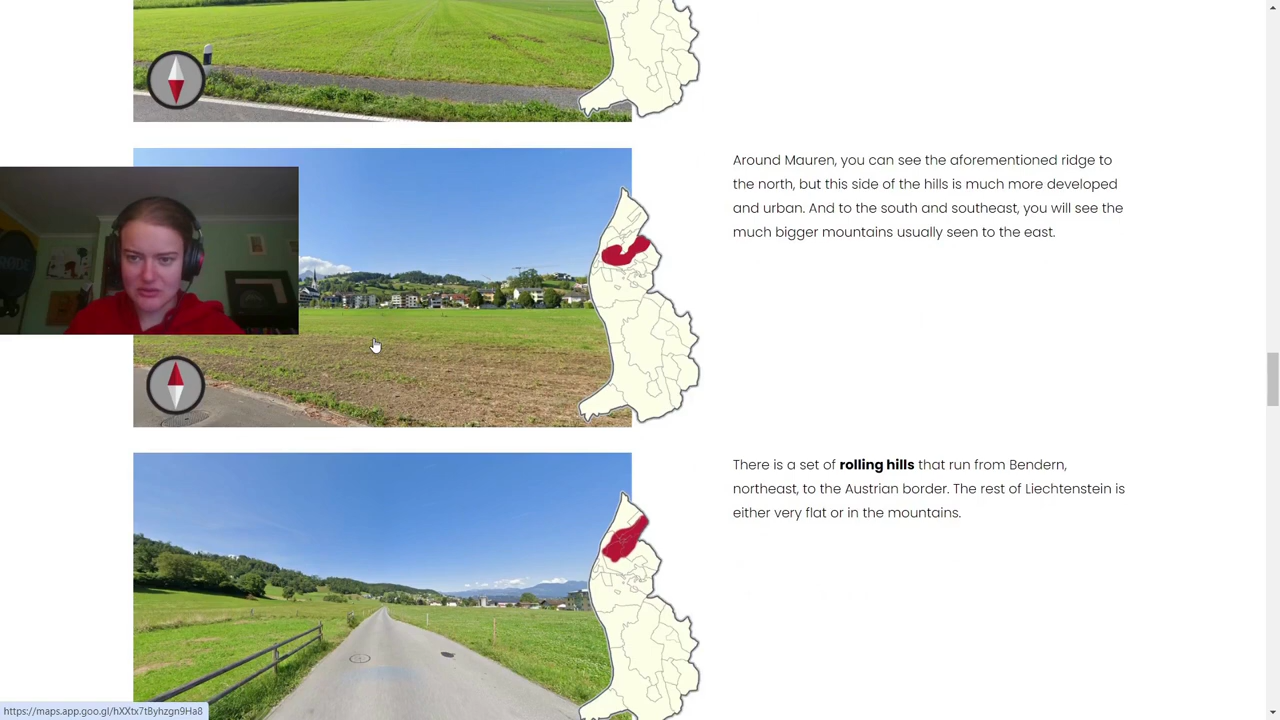 Around Mauren, you can see the aforementioned ridge to
the north, but this side of the hills is much more developed
and urban. And to the south and southeast, you will see the
much bigger mountains usually seen to the east.
There is a set of rolling hills that run from Bendern,
northeast, to the Austrian border. The rest of Liechtenstein is
either very flat or in the mountains.
https://maps.app.goo.gl/hXXtx7tByhzgn9Ha8